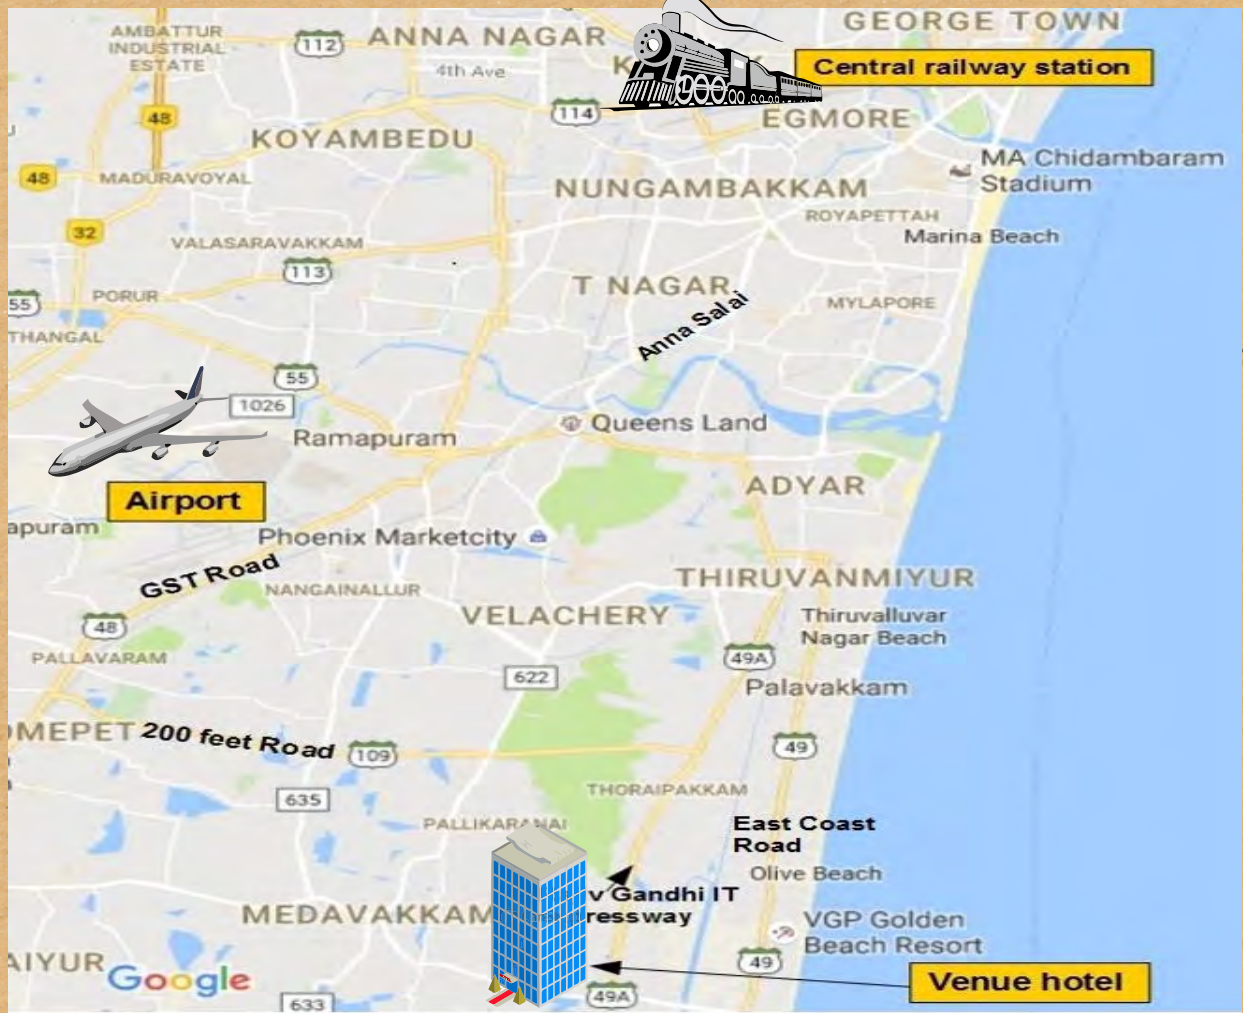 GEORGE TOWN
AMBATTUR
INDUSTRIAL
ESTATE
112
ANNA NAGAR
4th Ave
K
K
Central railway station
48
114
EGMORE
KOYAMBEDU
MA Chidambaram
Stadium
48
MADURAVOYAL
NUNGAMBAKKAM
ROYAPETTAH
32
VALASARAVAKKAM
Marina Beach
113
T NAGAR
55
PORUR
MYLAPORE
Anna Salai
THANGAL
55
1026
Ramapuram
Queens Land
Airport
ADYAR
apuram
Phoenix Marketcity
GST Road
NANGAINALLUR
THIRUVANMIYUR
VELACHERY
Thiruvalluvar
Nagar Beach
48
PALLAVARAM
49A
622
Palavakkam
OMEPET
200 feet Road
109
49
THORAIPAKKAM
635
PALLIKARANAI
East Coast
Road
Olive Beach
v Gandhi IT
ressway
MEDAVAKKAM
VGP Golden
Beach Resort
AIYUR
Google
49
Venue hotel
633
49A